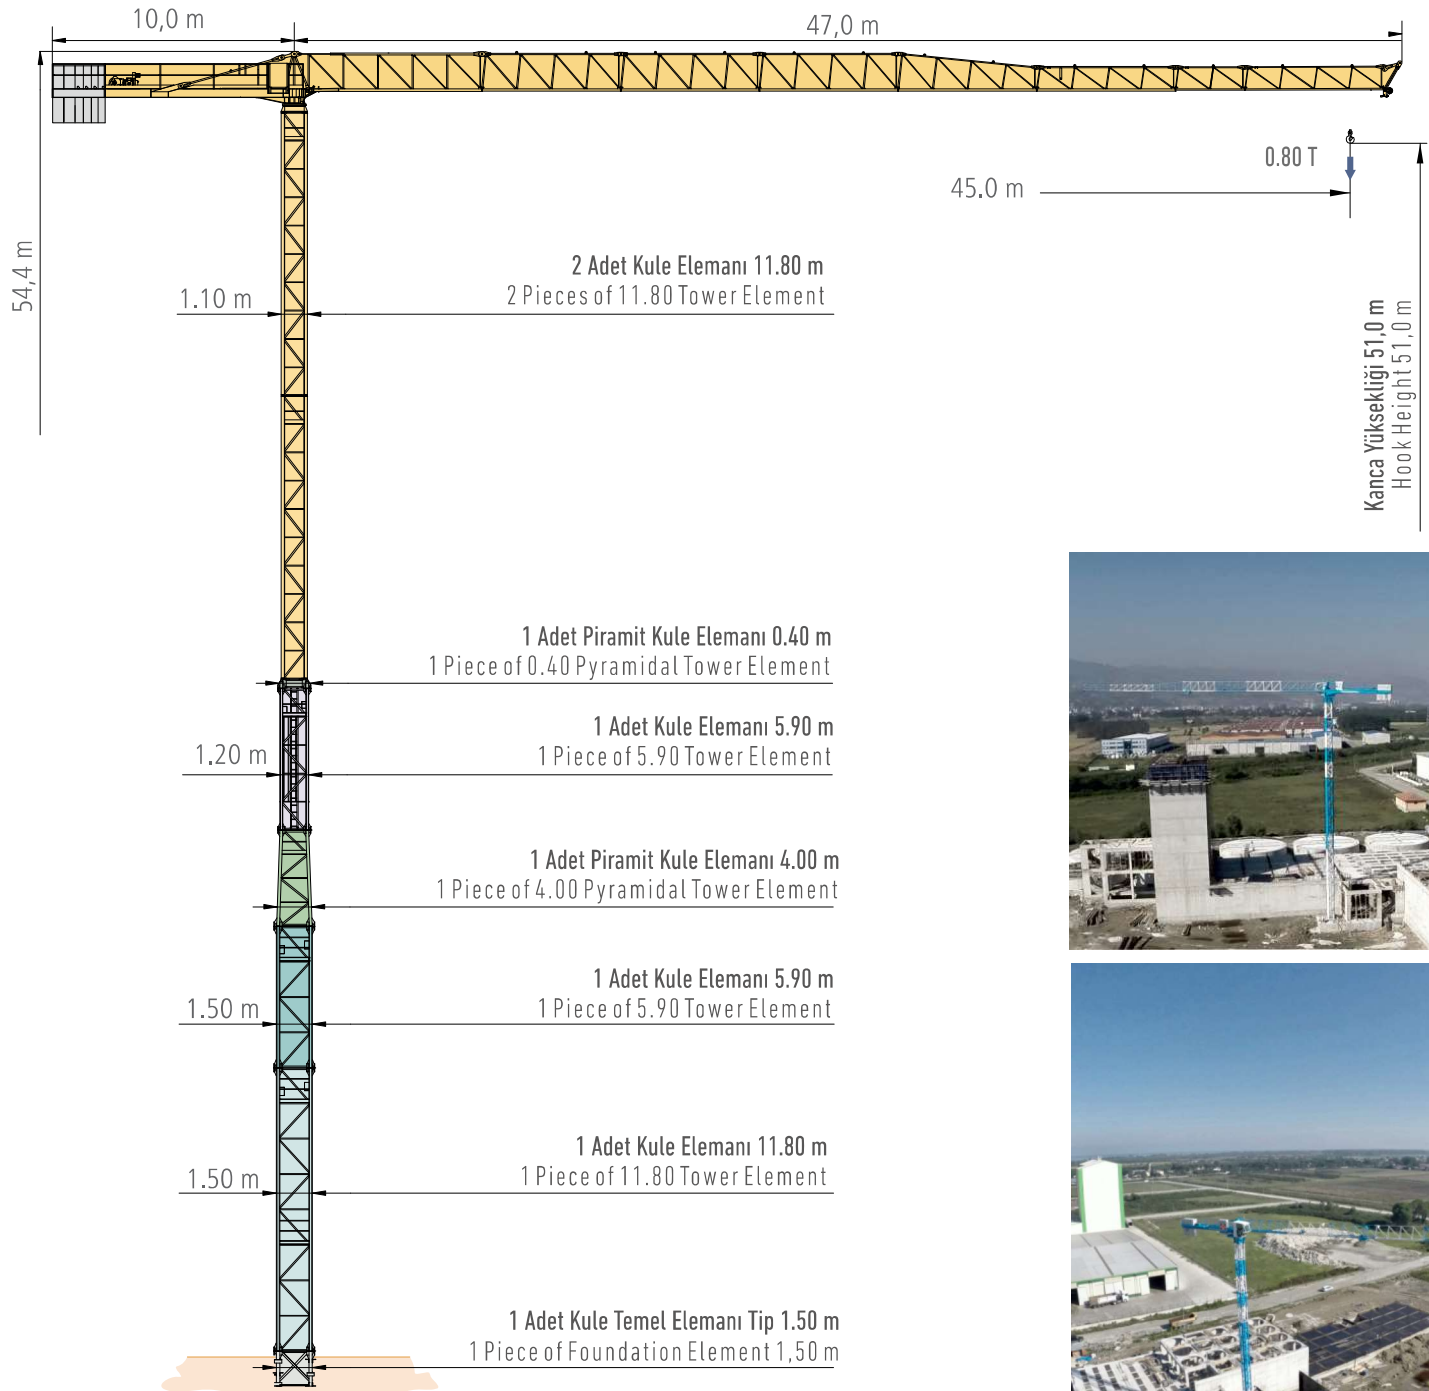 10,0 m
47,0 m
54,4 m
0.80 T
45.0 m
Kanca Yüksekliği 51,0 m
Hook Height 51,0 m
2 Adet Kule Elemanı 11.80 m
2 Pieces of 11.80 Tower Element
1.10 m
1 Adet Piramit Kule Elemanı 0.40 m
1 Piece of 0.40 Pyramidal Tower Element
1 Adet Kule Elemanı 5.90 m
1 Piece of 5.90 Tower Element
1.20 m
1 Adet Piramit Kule Elemanı 4.00 m
1 Piece of 4.00 Pyramidal Tower Element
1 Adet Kule Elemanı 5.90 m
1 Piece of 5.90 Tower Element
1.50 m
1 Adet Kule Elemanı 11.80 m
1 Piece of 11.80 Tower Element
1.50 m
1 Adet Kule Temel Elemanı Tip 1.50 m
1 Piece of Foundation Element 1,50 m